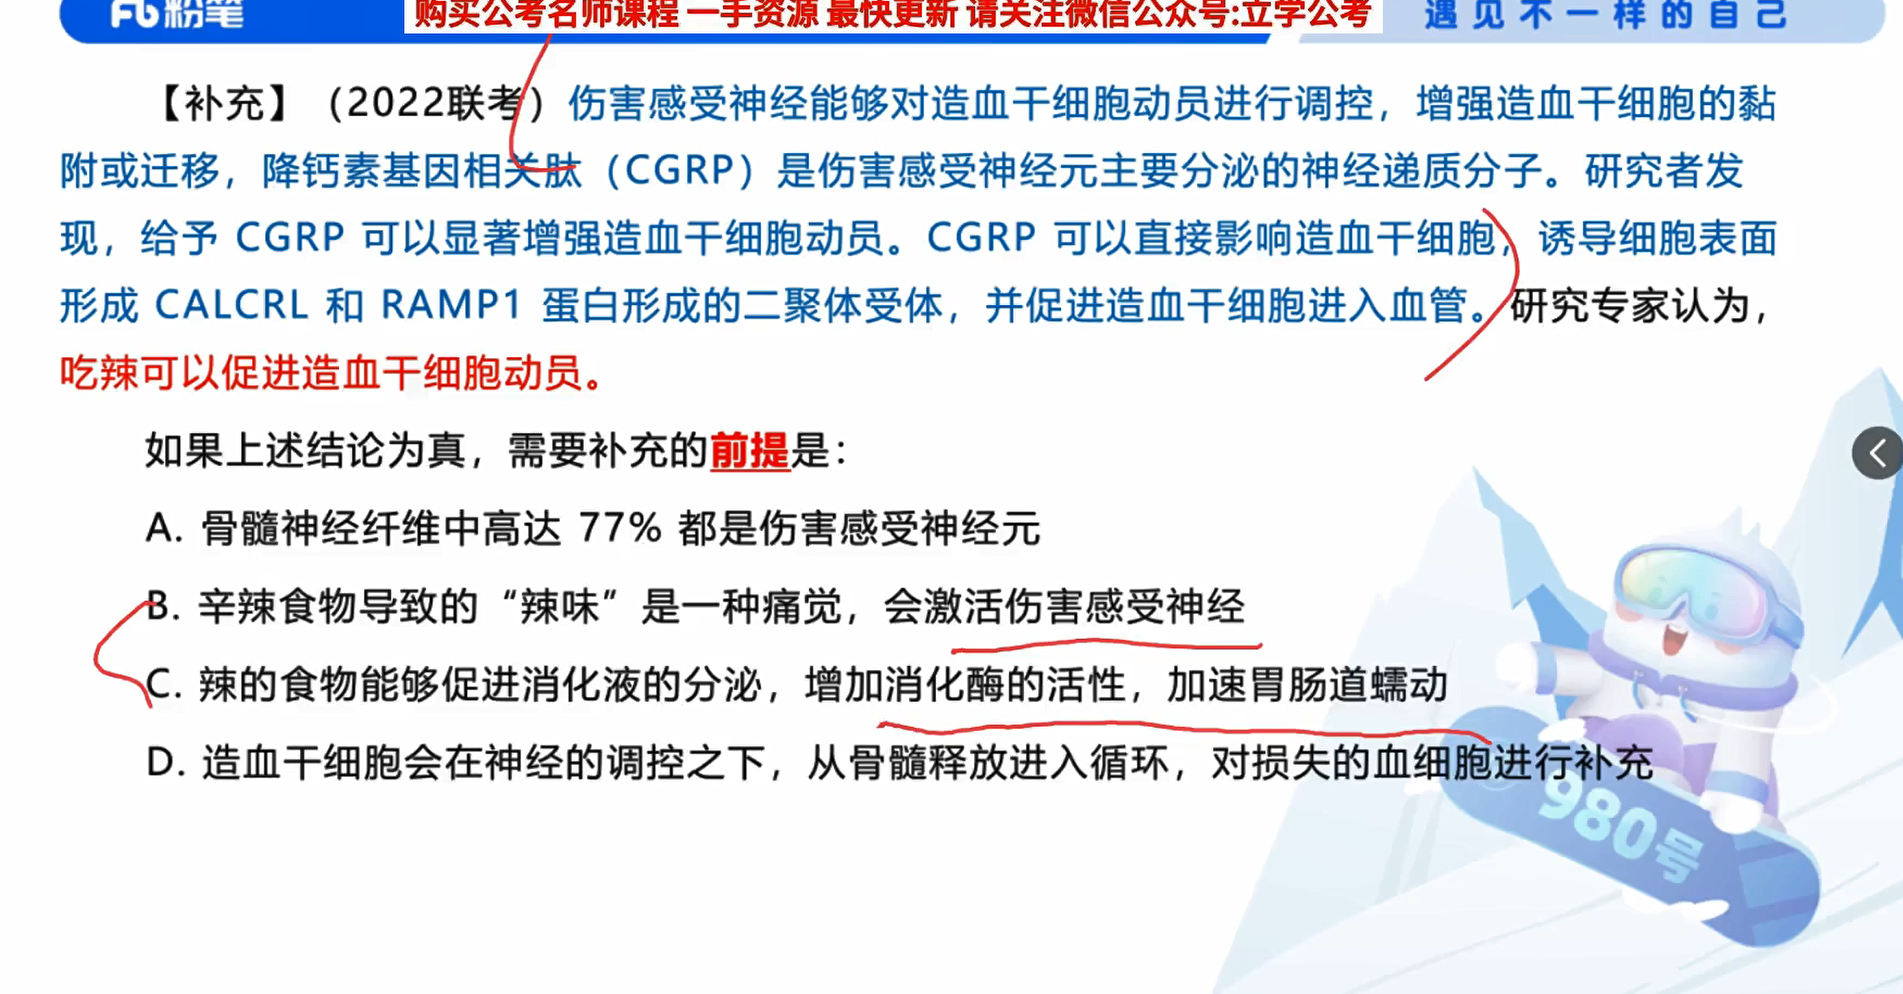 粉笔
购买公考名师课程 一手资源 最快更新 请关注微信公众号:立学公考
遇见不一样的自己
【补充】（2022联考）伤害感受神经能够对造血干细胞动员进行调控，增强造血干细胞的黏
附或迁移，降钙素基因相关肽（CGRP）是伤害感受神经元主要分泌的神经递质分子。研究者发
现，给予 CGRP 可以显著增强造血干细胞动员。CGRP 可以直接影响造血干细胞，诱导细胞表面
形成 CALCRL 和 RAMP1 蛋白形成的二聚体受体，并促进造血干细胞进入血管。研究专家认为，
吃辣可以促进造血干细胞动员。
如果上述结论为真，需要补充的前提是：
A. 骨髓神经纤维中高达 77% 都是伤害感受神经元
B. 辛辣食物导致的“辣味”是一种痛觉，会激活伤害感受神经
C. 辣的食物能够促进消化液的分泌，增加消化酶的活性，加速胃肠道蠕动
D. 造血干细胞会在神经的调控之下，从骨髓释放进入循环，对损失的血细胞进行补充
980号